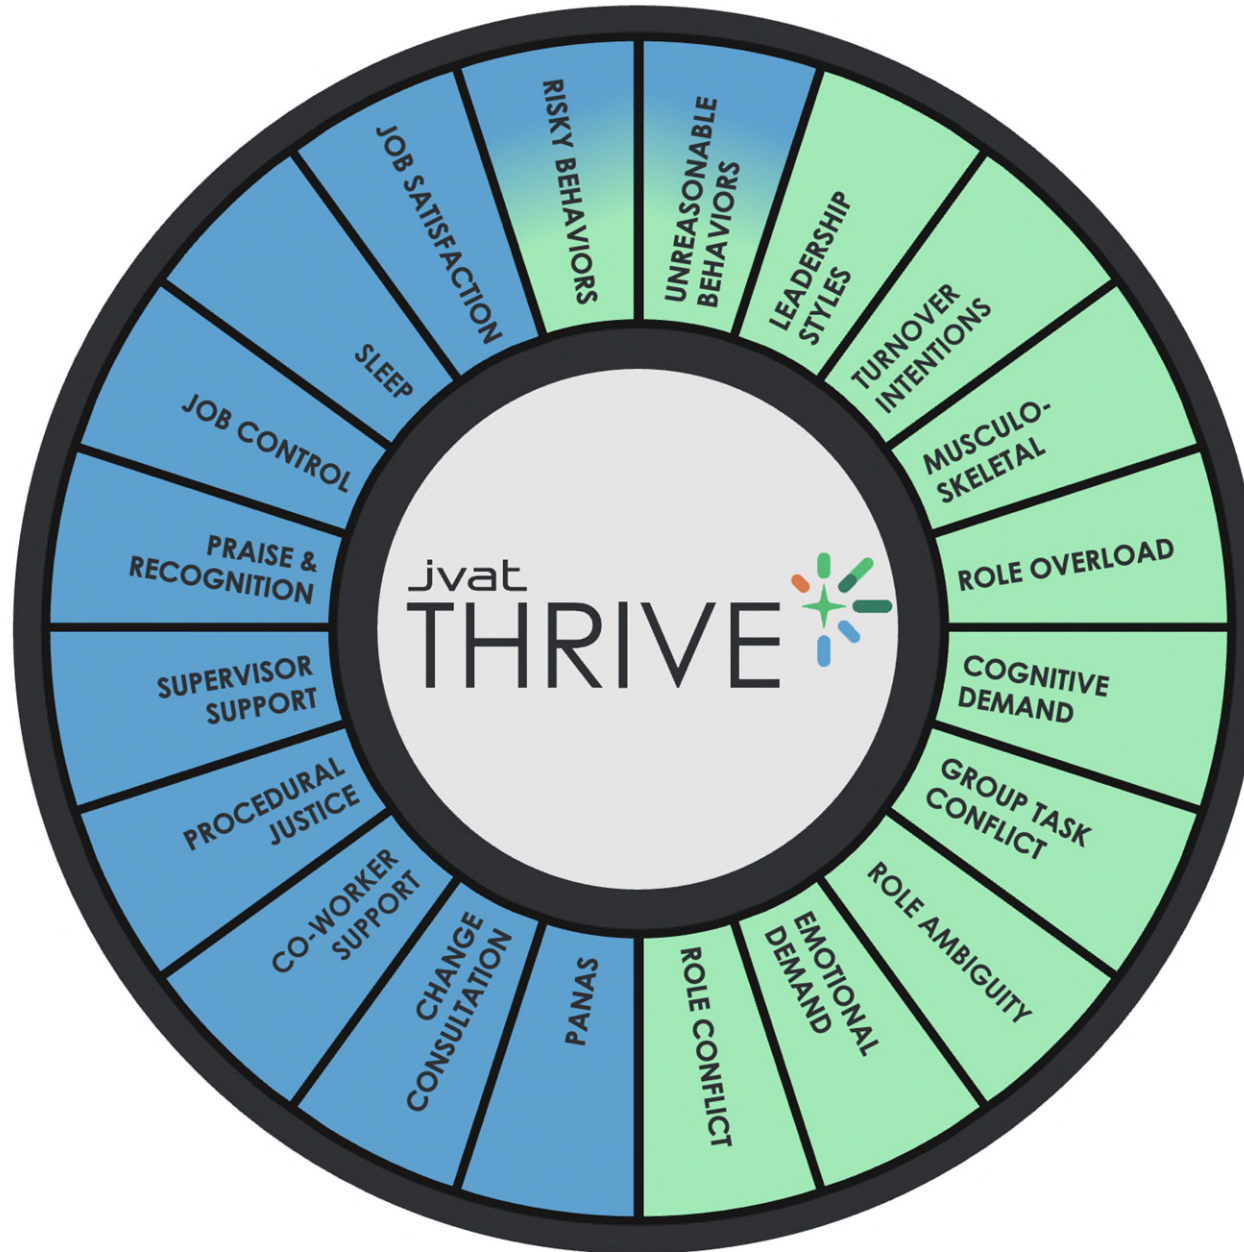 RISKY BEHAVIORS
UNREASONABLE
BEHAVIORS
LEADERSHIP
STYLES
TURNOVER
INTENTIONS
MUSCULO-
SKELETAL
ROLE OVERLOAD
COGNITIVE
DEMAND
GROUP TASK
CONFLICT
ROLE AMBIGUITY
EMOTIONAL
DEMAND
ROLE CONFLICT
PANAS
CHANGE
CONSULTATION
CO-WORKER
SUPPORT
PROCEDURAL
JUSTICE
SUPERVISOR
SUPPORT
PRAISE &
RECOGNITION
JOB CONTROL
SLEEP
JOB SATISFACTION
jvat
THRIVE